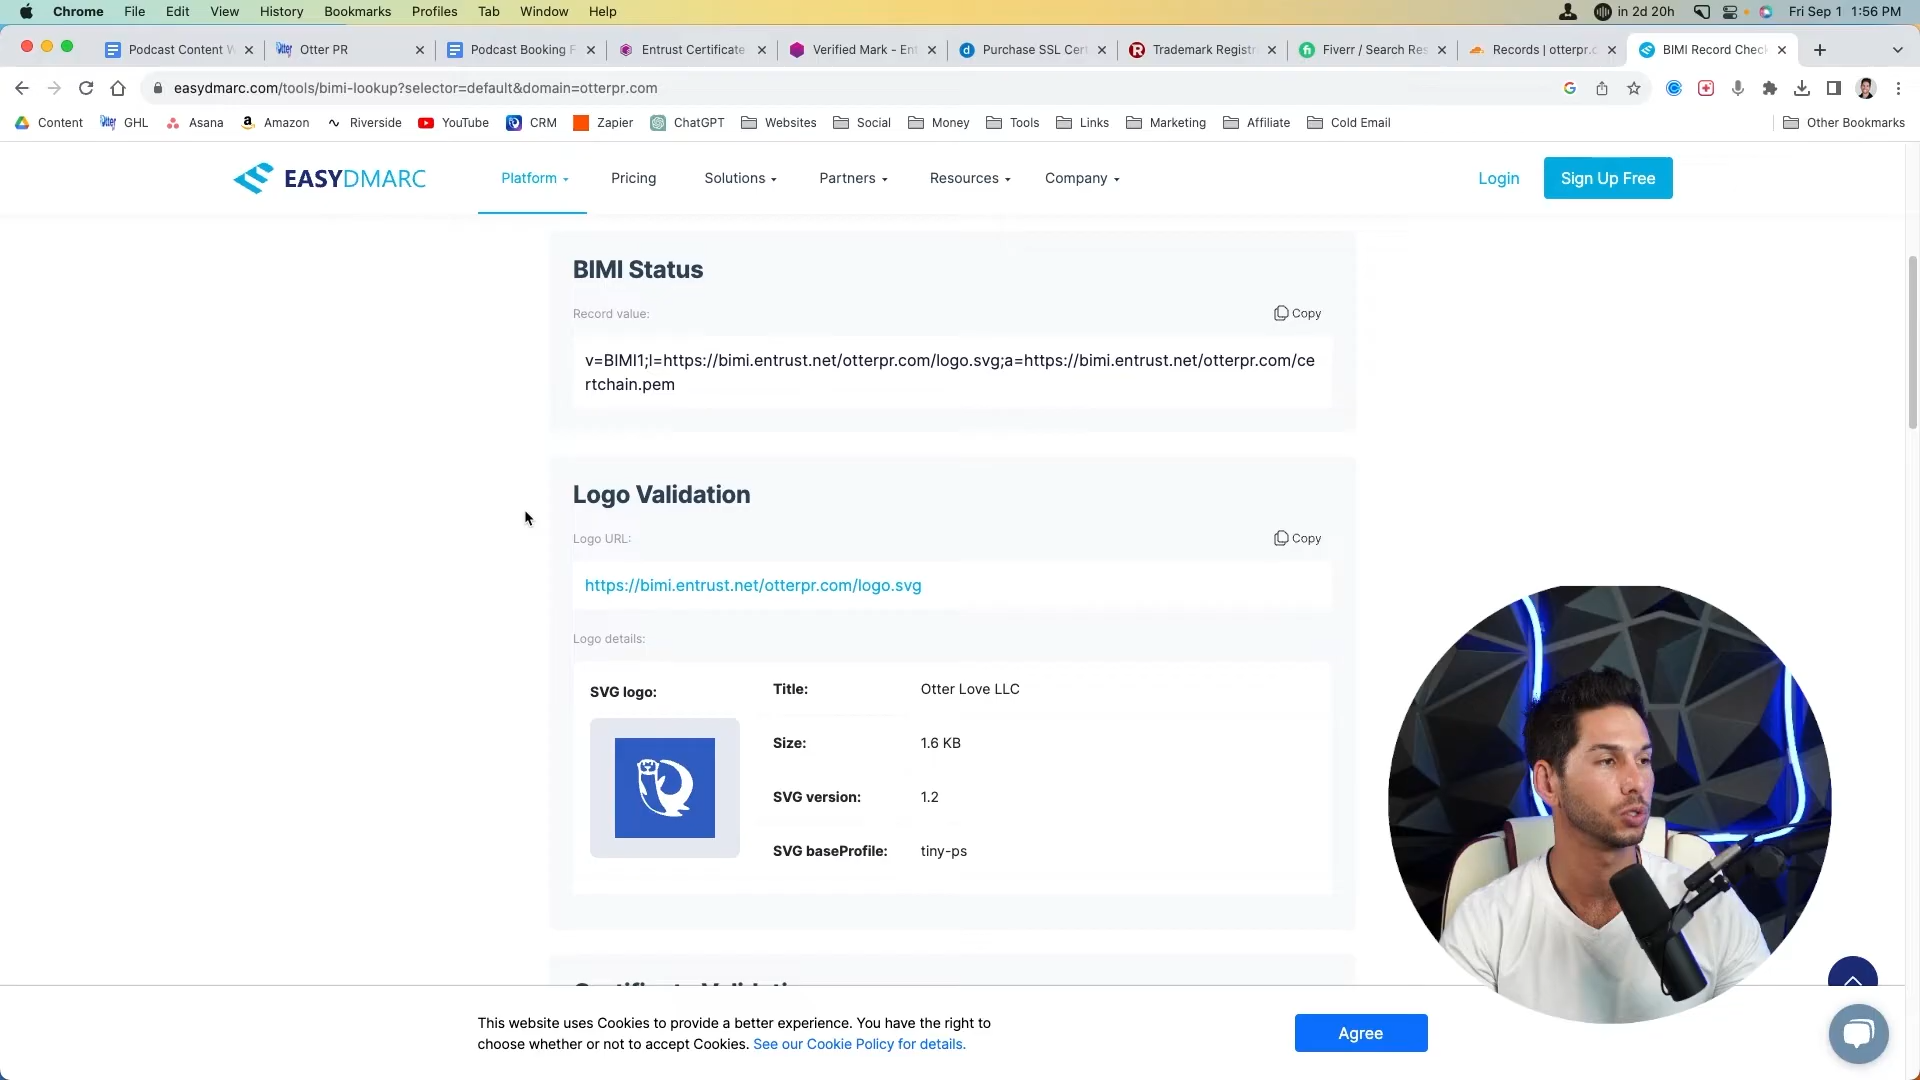 Chrome File Edit View History Bookmarks Profiles Tab Window Help in 2d 20h Fri Sep 1 1:56 PM
Podcast Content W Otter PR Podcast Booking F Entrust Certificate Verified Mark - Ent Purchase SSL Cert Trademark Registr Fiverr / Search Res Records | otterpr.c BIMI Record Check
easydmarc.com/tools/bimi-lookup?selector=default&domain=otterpr.com
Content GHL Asana Amazon Riverside YouTube CRM Zapier ChatGPT Websites Social Money Tools Links Marketing Affiliate Cold Email Other Bookmarks
EASYDMARC Platform Pricing Solutions Partners Resources Company Login Sign Up Free
BIMI Status
Record value: Copy
v=BIMI1;l=https://bimi.entrust.net/otterpr.com/logo.svg;a=https://bimi.entrust.net/otterpr.com/ce
rtchain.pem
Logo Validation
Logo URL: Copy
https://bimi.entrust.net/otterpr.com/logo.svg
Logo details:
SVG logo: Title: Otter Love LLC
Size: 1.6 KB
SVG version: 1.2
SVG baseProfile: tiny-ps
This website uses Cookies to provide a better experience. You have the right to
choose whether or not to accept Cookies. See our Cookie Policy for details.
Agree